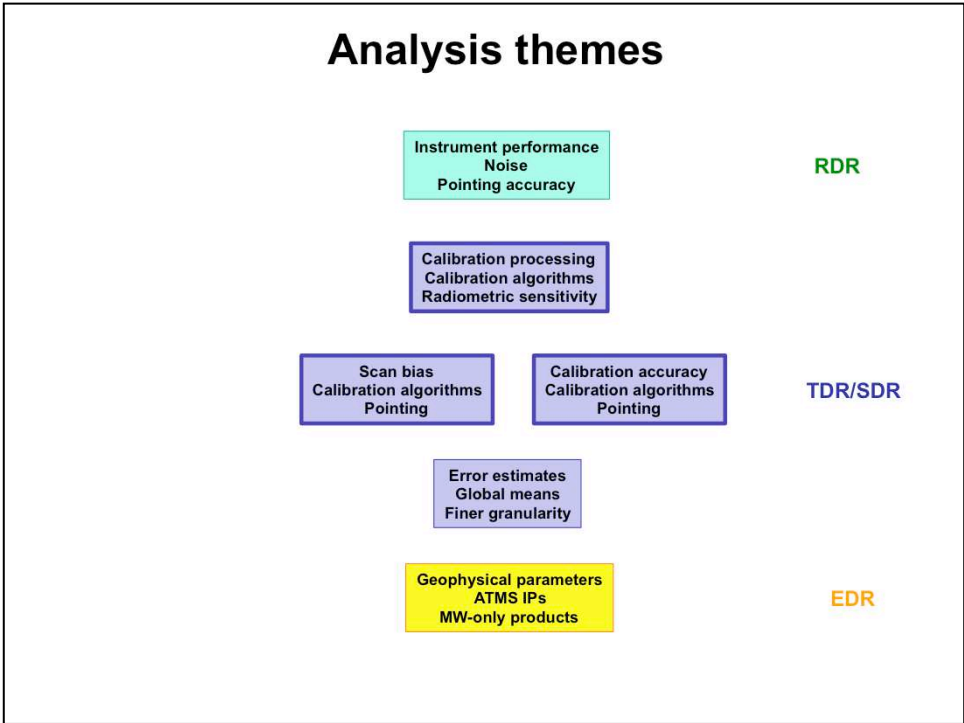 Analysis themes
Instrument performance
Noise
Pointing accuracy
RDR
Calibration processing
Calibration algorithms
Radiometric sensitivity
Scan bias
Calibration algorithms
Pointing
Calibration accuracy
Calibration algorithms
Pointing
TDR/SDR
Error estimates
Global means
Finer granularity
Geophysical parameters
ATMS IPs
MW-only products
EDR